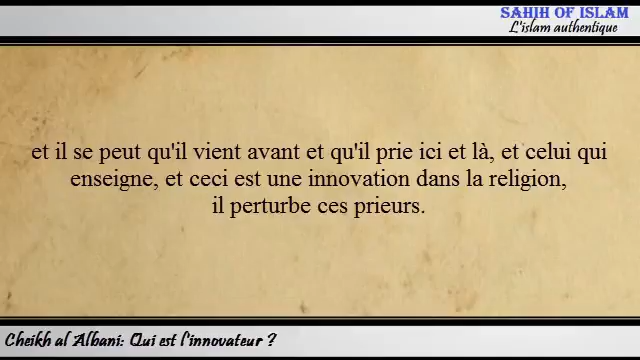 SAHIH OF ISLAM
L'islam authentique
et il se peut qu'il vient avant et qu'il prie ici et là, et celui qui
enseigne, et ceci est une innovation dans la religion,
il perturbe ces prieurs.
Cheikh al Albani: Qui est l'innovateur ?